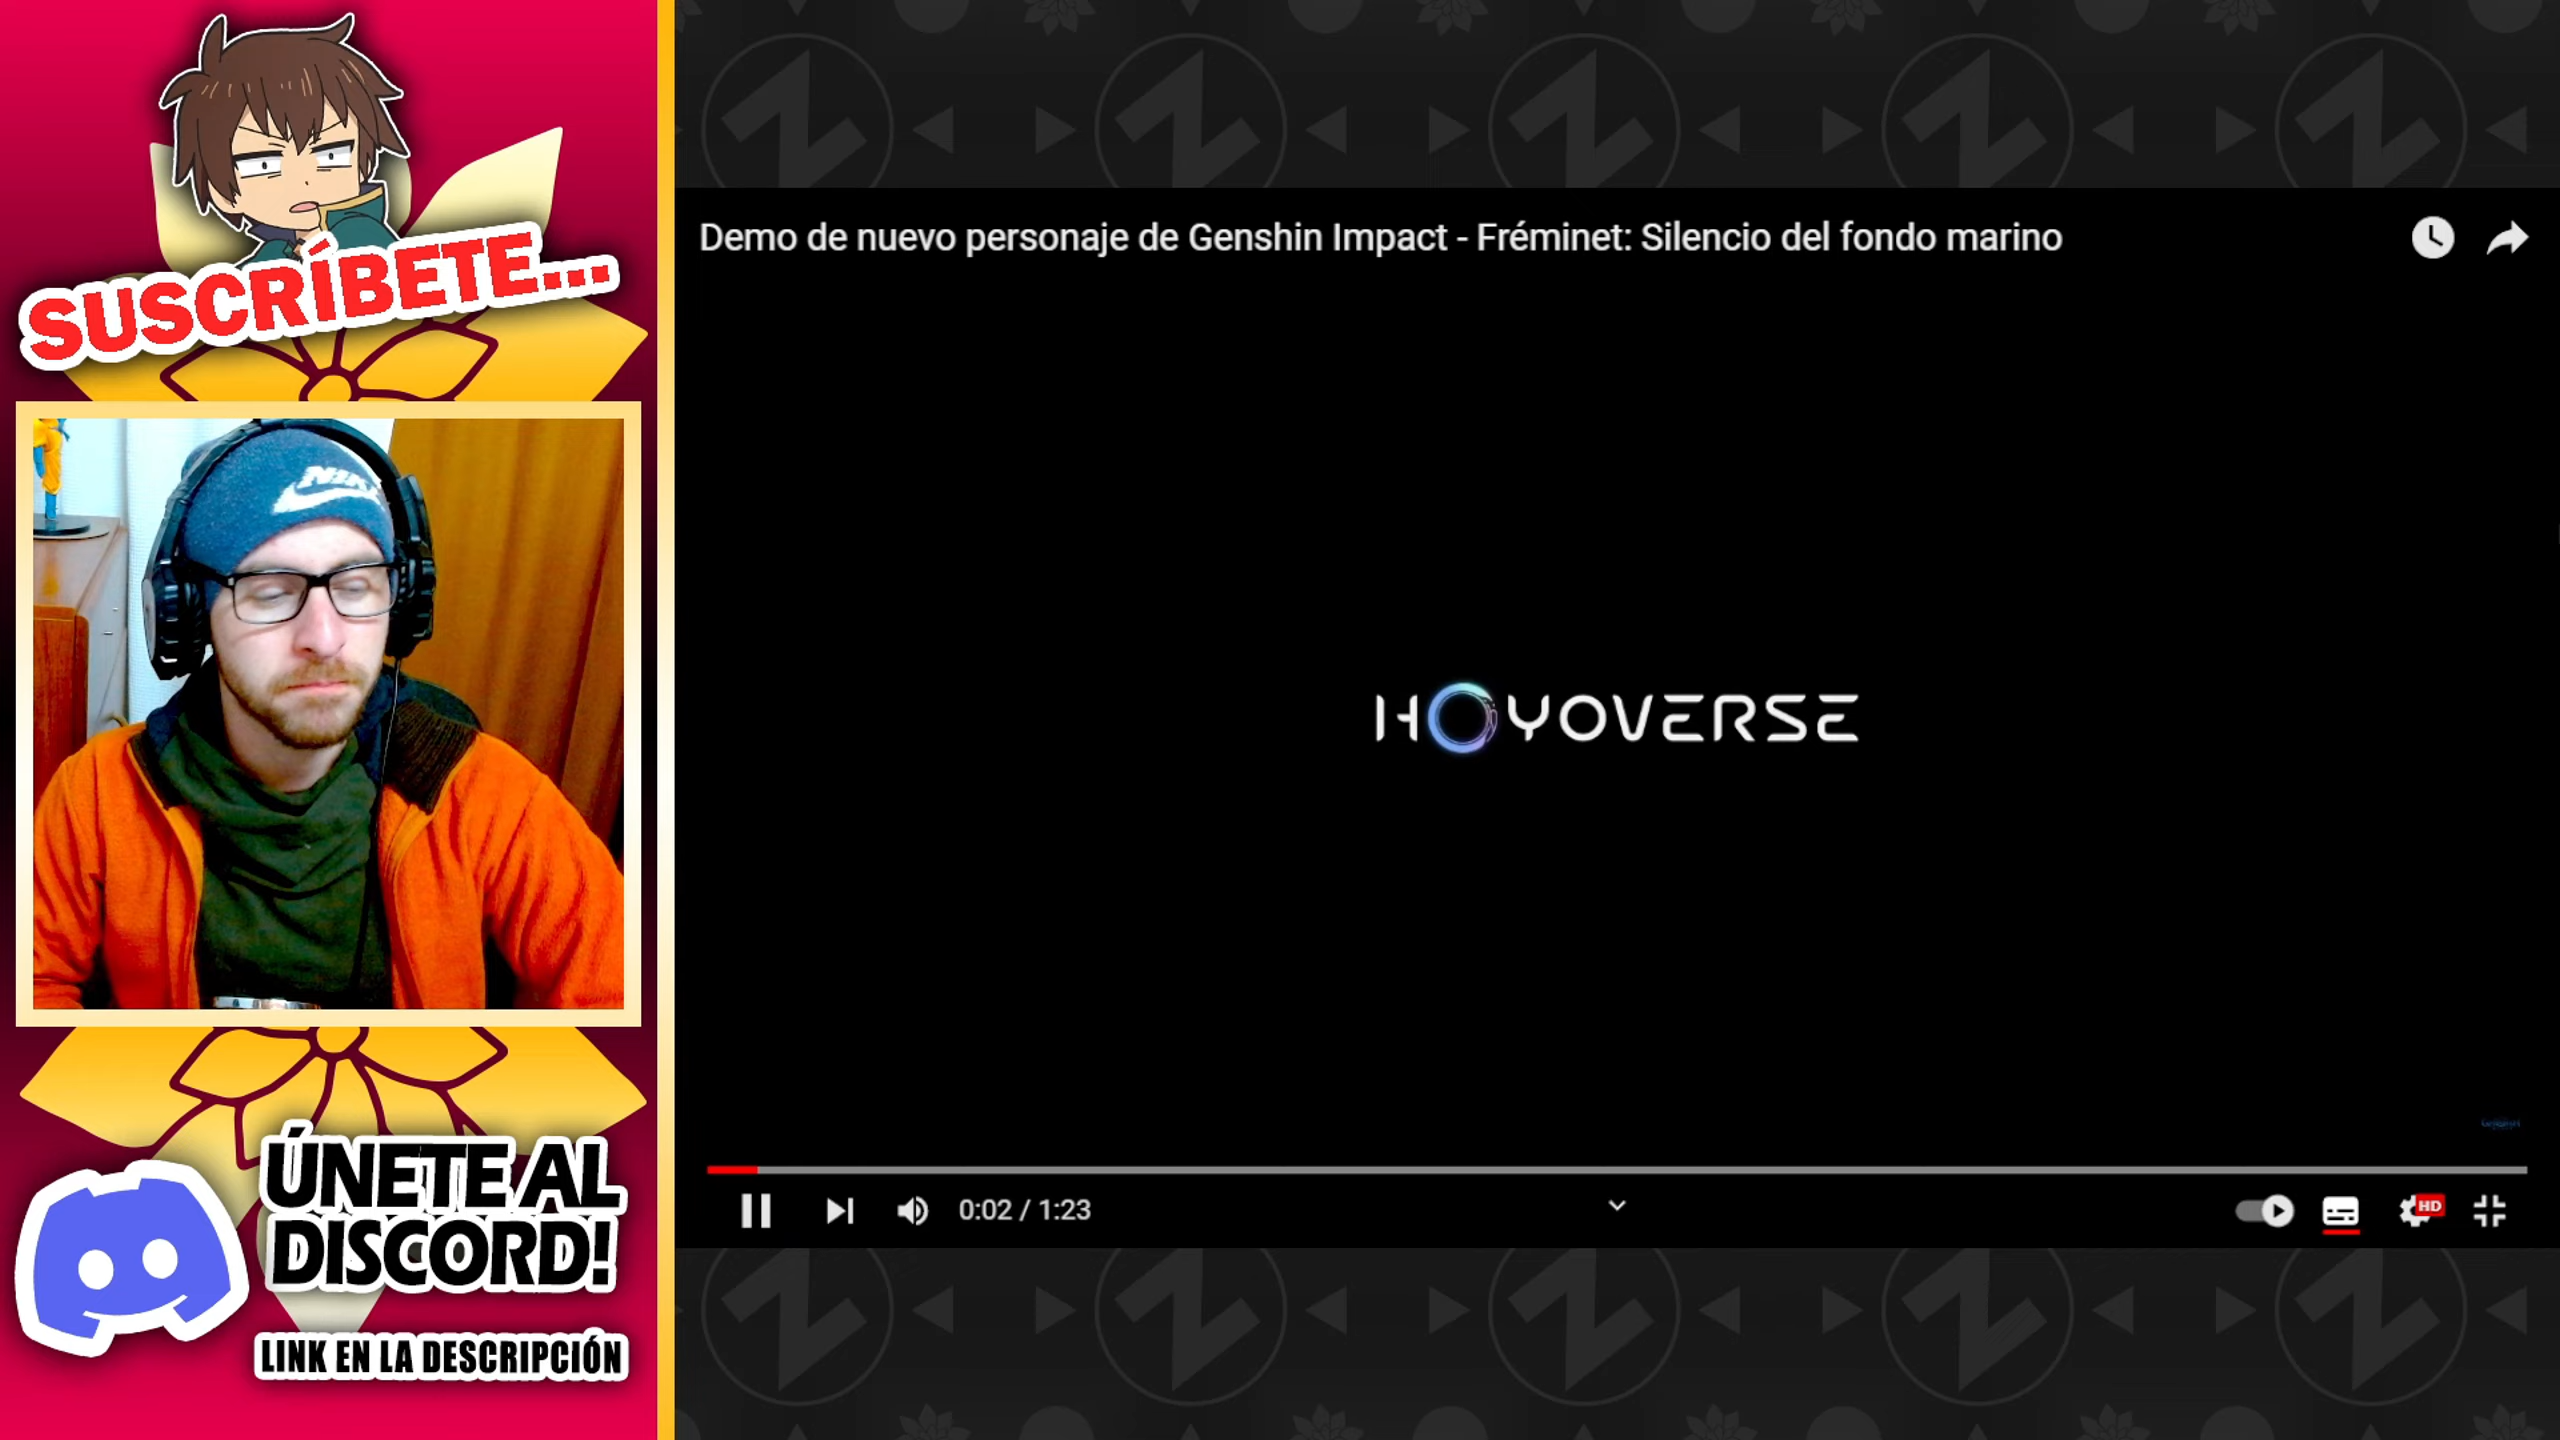 SUSCRÍBETE...
NIKE
ÚNETE AL
DISCORD!
LINK EN LA DESCRIPCIÓN
Demo de nuevo personaje de Genshin Impact - Fréminet: Silencio del fondo marino
HOYOVERSE
0:02 / 1:23
HD